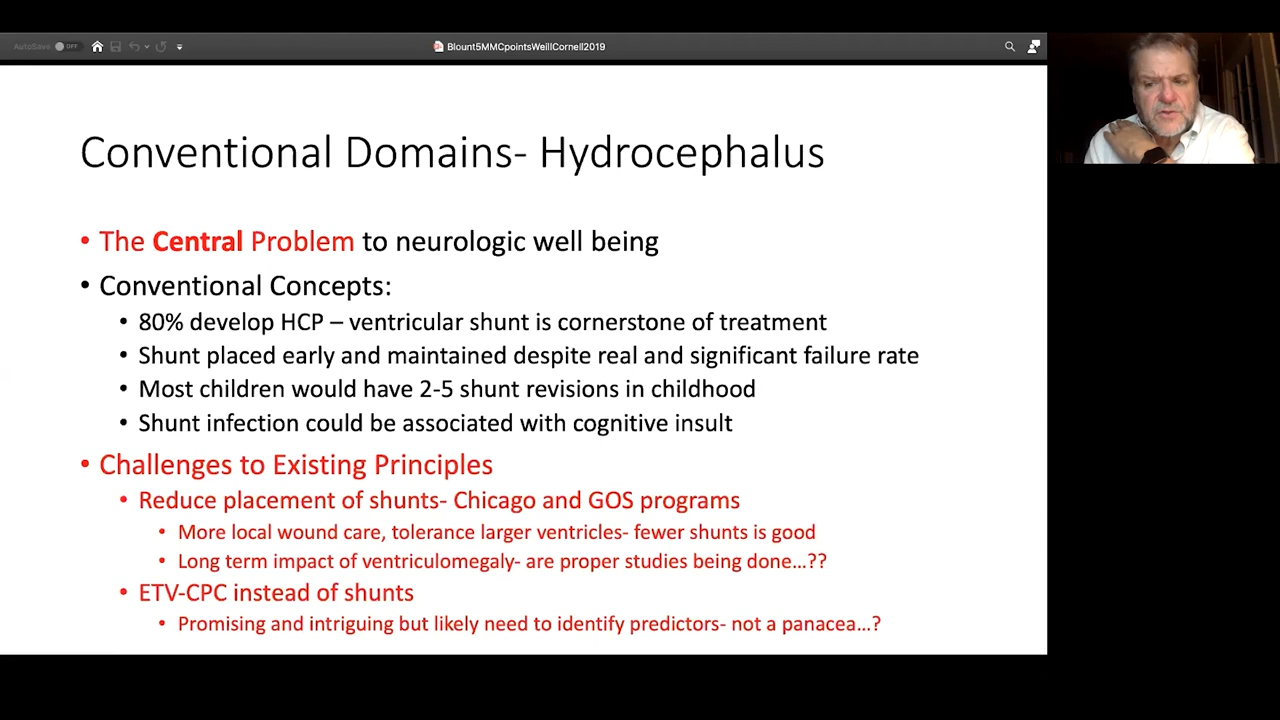 AutoSave OFF
Blount5MMCpointsWeillCornell2019
Conventional Domains- Hydrocephalus
• The Central Problem to neurologic well being
• Conventional Concepts:
• 80% develop HCP – ventricular shunt is cornerstone of treatment
• Shunt placed early and maintained despite real and significant failure rate
• Most children would have 2-5 shunt revisions in childhood
• Shunt infection could be associated with cognitive insult
• Challenges to Existing Principles
• Reduce placement of shunts- Chicago and GOS programs
• More local wound care, tolerance larger ventricles- fewer shunts is good
• Long term impact of ventriculomegaly- are proper studies being done...??
• ETV-CPC instead of shunts
• Promising and intriguing but likely need to identify predictors- not a panacea...?